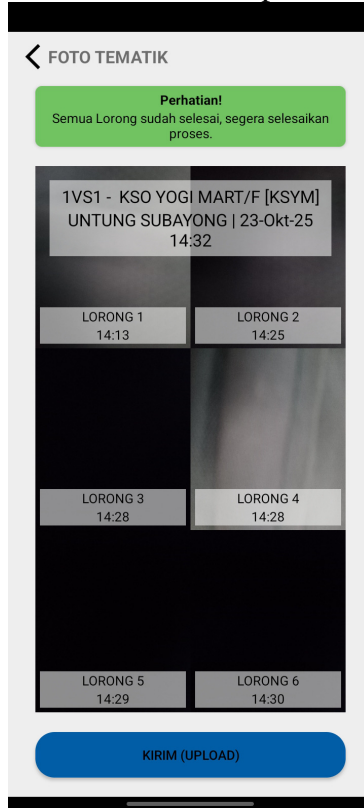 FOTO TEMATIK
Perhatian!
Semua Lorong sudah selesai, segera selesaikan
proses.
1VS1 - KSO YOGI MART/F [KSYM]
UNTUNG SUBAYONG | 23-Okt-25
14:32
LORONG 1
14:13
LORONG 2
14:25
LORONG 3
14:28
LORONG 4
14:28
LORONG 5
14:29
LORONG 6
14:30
KIRIM (UPLOAD)